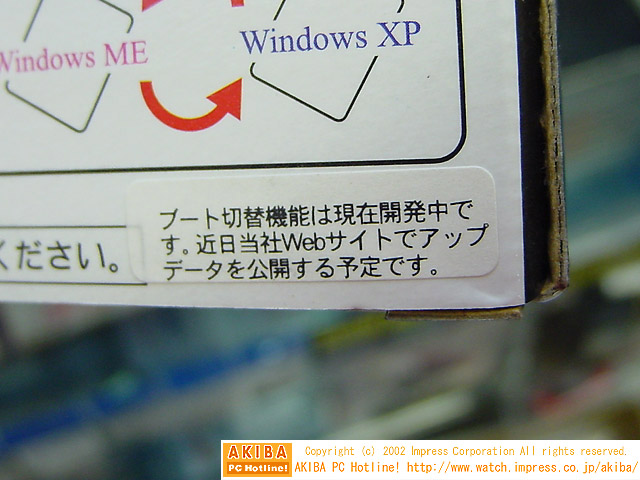 Windows ME
Windows XP
ブート切替機能は現在開発中で
す。近日当社Webサイトでアップ
データを公開する予定です。
ください。
AKIBA
PC Hotline!
Copyright (c) 2002 Impress Corporation All rights reserved.
AKIBA PC Hotline! http://www.watch.impress.co.jp/akiba/